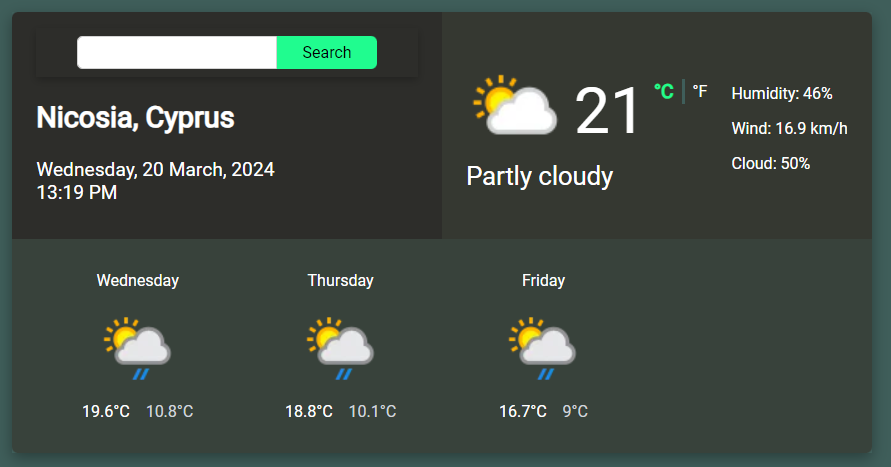 Search
Nicosia, Cyprus
Wednesday, 20 March, 2024
13:19 PM
21 °C °F
Partly cloudy
Humidity: 46%
Wind: 16.9 km/h
Cloud: 50%
Wednesday
19.6°C 10.8°C
Thursday
18.8°C 10.1°C
Friday
16.7°C 9°C